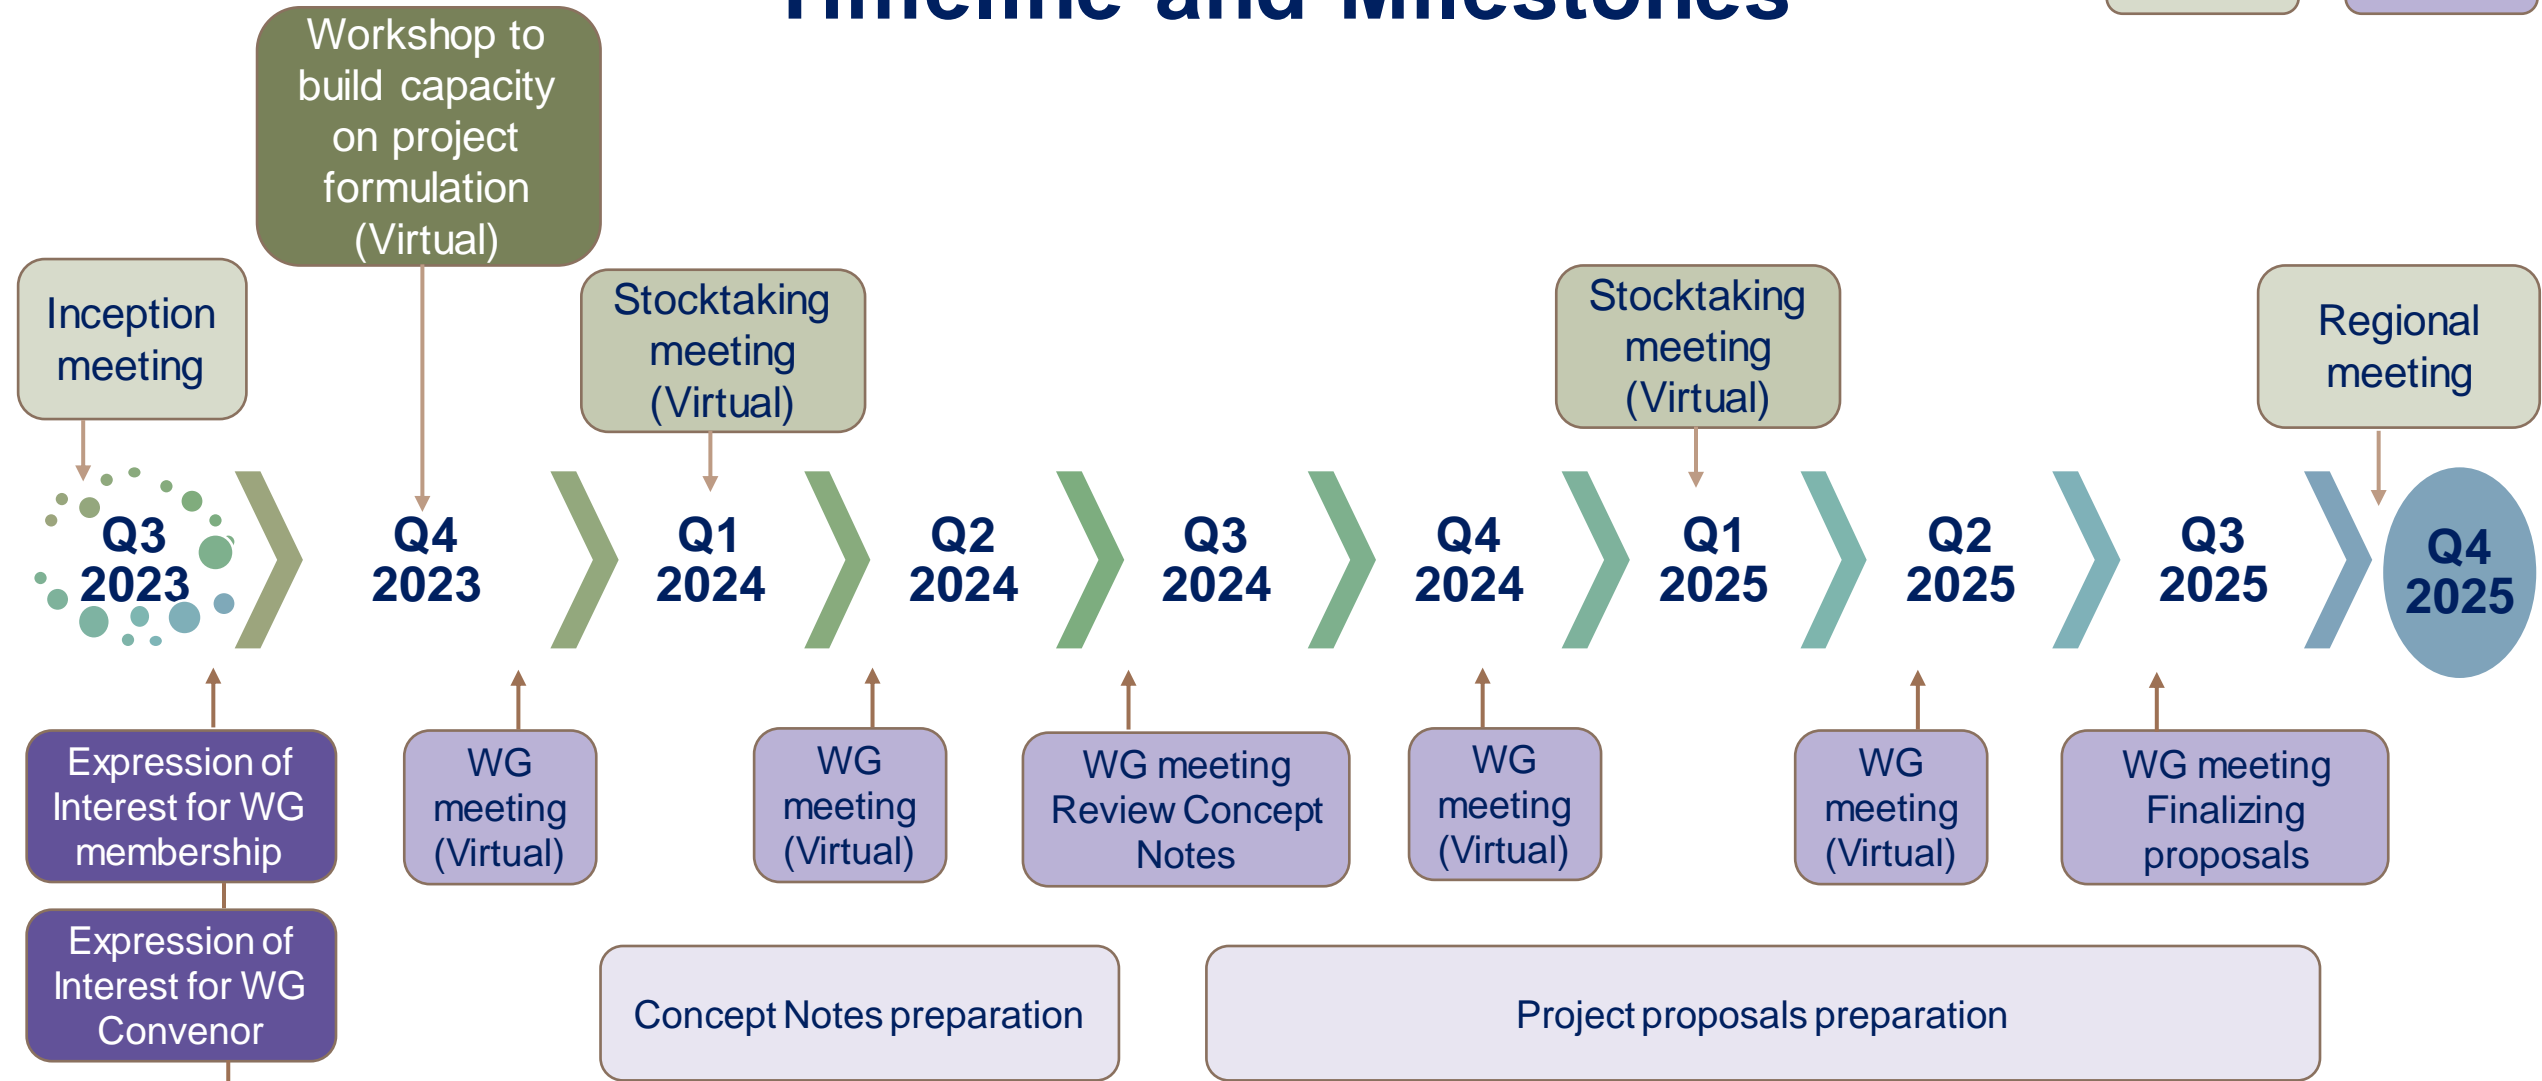 Timeline and Milestones
Workshop to
build capacity
on project
formulation
(Virtual)
Inception
meeting
Stocktaking
meeting
(Virtual)
Stocktaking
meeting
(Virtual)
Regional
meeting
Q3
2023
Q4
2023
Q1
2024
Q2
2024
Q3
2024
Q4
2024
Q1
2025
Q2
2025
Q3
2025
Q4
2025
Expression of
Interest for WG
membership
WG
meeting
(Virtual)
WG
meeting
(Virtual)
WG meeting
Review Concept
Notes
WG
meeting
(Virtual)
WG
meeting
(Virtual)
WG meeting
Finalizing
proposals
Expression of
Interest for WG
Convenor
Concept Notes preparation
Project proposals preparation